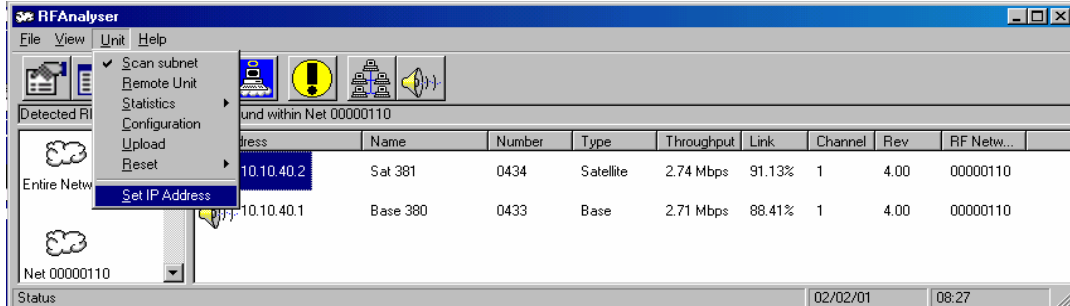 RFAnalyser
File View Unit Help
Scan subnet
Remote Unit
Statistics
Configuration
Upload
Reset
Set IP Address
Detected RF und within Net 00000110
dress Name Number Type Throughput Link Channel Rev RF Netw...
10.10.40.2 Sat 381 0434 Satellite 2.74 Mbps 91.13% 1 4.00 00000110
Entire Netw
10.10.40.1 Base 380 0433 Base 2.71 Mbps 88.41% 1 4.00 00000110
Net 00000110
Status 02/02/01 08:27